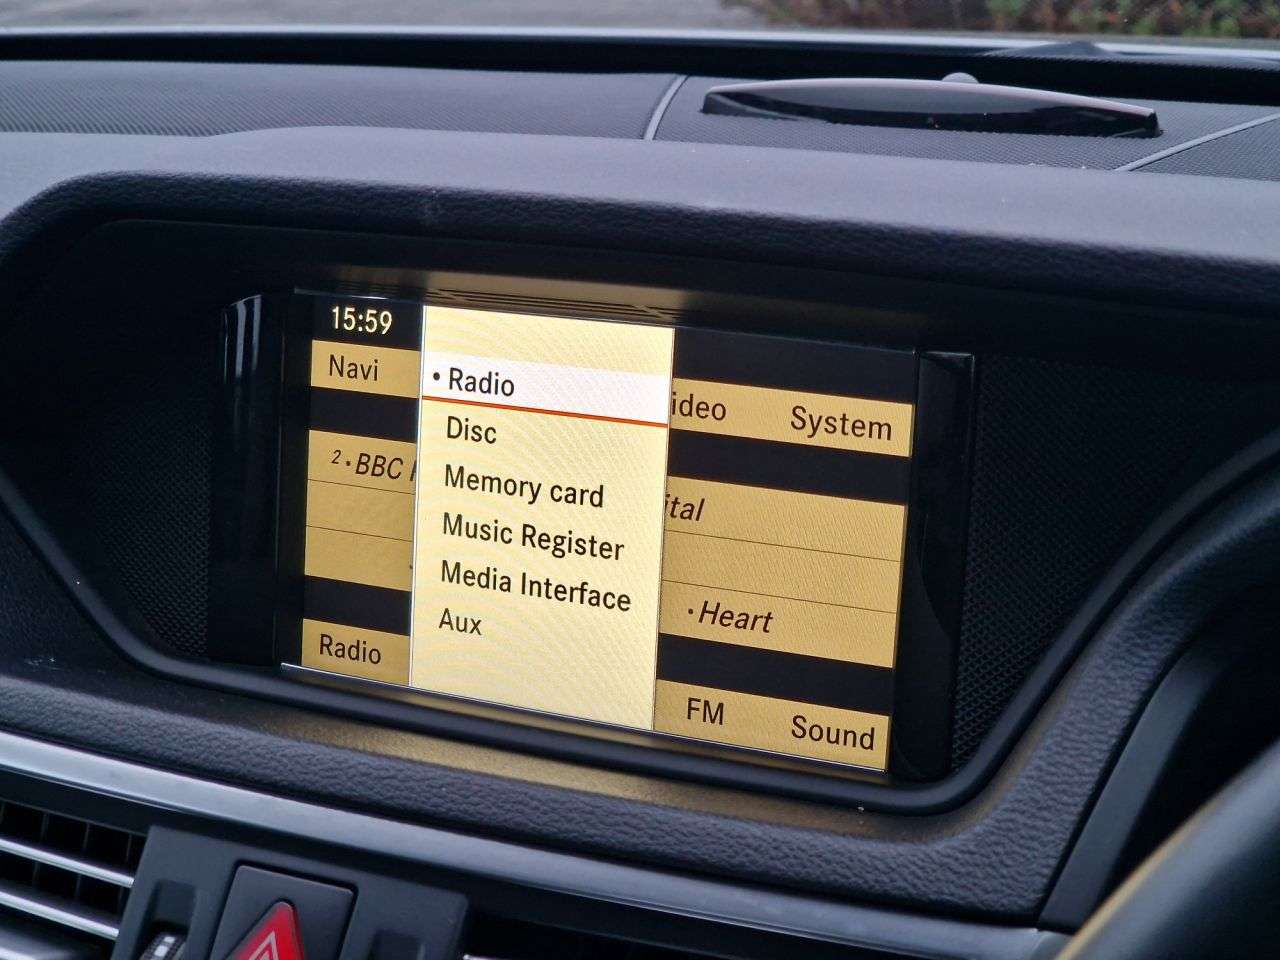 15:59
Navi
ideo System
• Radio
Disc
Memory card
Music Register
Media Interface
Aux
2 • BBC
ital
• Heart
Radio
FM
Sound